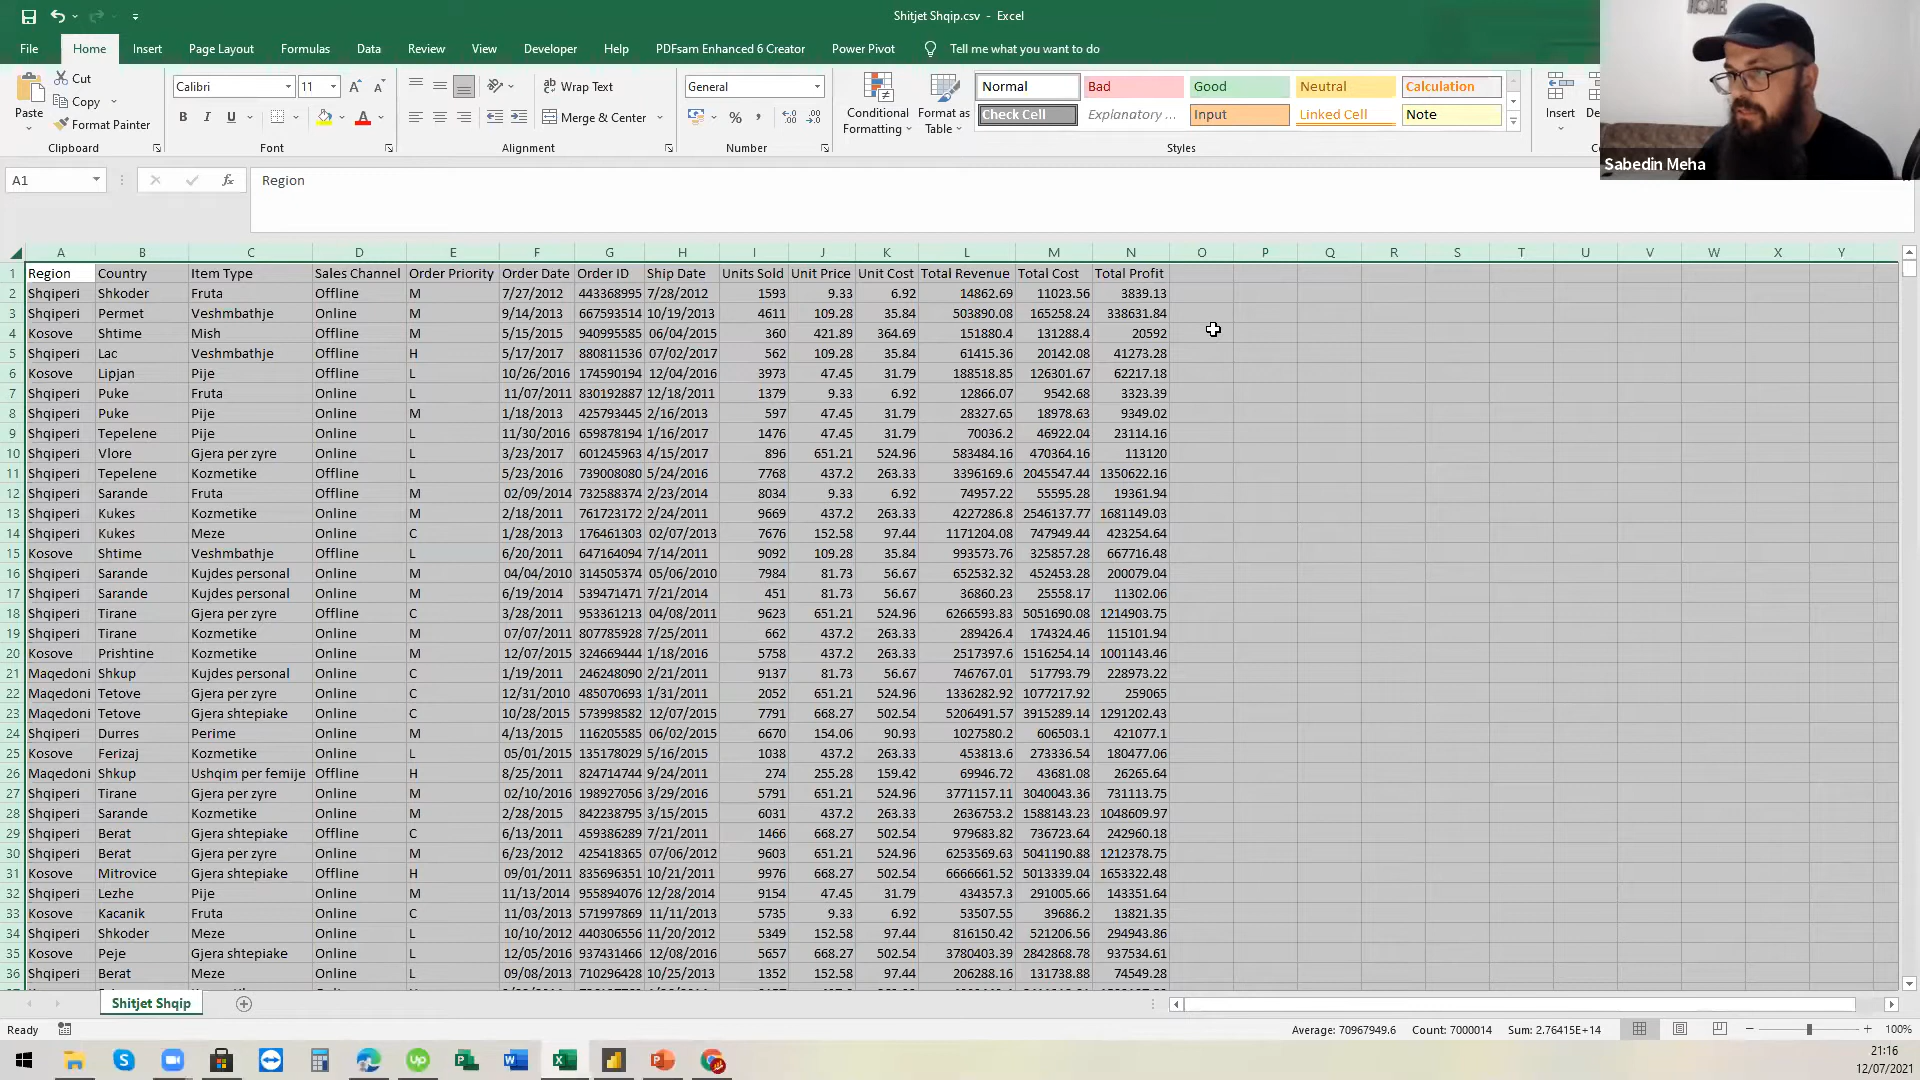 Shitjet Shqip.csv - Excel
File Home Insert Page Layout Formulas Data Review View Developer Help PDFsam Enhanced 6 Creator Power Pivot Tell me what you want to do
Paste Cut Copy Format Painter
Calibri 11
Wrap Text
Merge & Center
General
Conditional Formatting
Format as Table
Normal Bad Good Neutral Calculation
Check Cell Explanatory ... Input Linked Cell Note
Insert
Clipboard Font Alignment Number Styles
Sabedin Meha
A1 Region
A B C D E F G H I J K L M N O P Q R S T U V W X Y
1 Region Country Item Type Sales Channel Order Priority Order Date Order ID Ship Date Units Sold Unit Price Unit Cost Total Revenue Total Cost Total Profit
2 Shqiperi Shkoder Fruta Offline M 7/27/2012 443368995 7/28/2012 1593 9.33 6.92 14862.69 11023.56 3839.13
3 Shqiperi Permet Veshmbathje Online M 9/14/2013 667593514 10/19/2013 4611 109.28 35.84 503890.08 165258.24 338631.84
4 Kosove Shtime Mish Offline M 5/15/2015 940995585 06/04/2015 360 421.89 364.69 151880.4 131288.4 20592
5 Shqiperi Lac Veshmbathje Offline H 5/17/2017 880811536 07/02/2017 562 109.28 35.84 61415.36 20142.08 41273.28
6 Kosove Lipjan Pije Offline L 10/26/2016 174590194 12/04/2016 3973 47.45 31.79 188518.85 126301.67 62217.18
7 Shqiperi Puke Fruta Online L 11/07/2011 830192887 12/18/2011 1379 9.33 6.92 12866.07 9542.68 3323.39
8 Shqiperi Puke Pije Online M 1/18/2013 425793445 2/16/2013 597 47.45 31.79 28327.65 18978.63 9349.02
9 Shqiperi Tepelene Pije Online L 11/30/2016 659878194 1/16/2017 1476 47.45 31.79 70036.2 46922.04 23114.16
10 Shqiperi Vlore Gjera per zyre Online L 3/23/2017 601245963 4/15/2017 896 651.21 524.96 583484.16 470364.16 113120
11 Shqiperi Tepelene Kozmetike Offline L 5/23/2016 739008080 5/24/2016 7768 437.2 263.33 3396169.6 2045547.44 1350622.16
12 Shqiperi Sarande Fruta Offline M 02/09/2014 732588374 2/23/2014 8034 9.33 6.92 74957.22 55595.28 19361.94
13 Shqiperi Kukes Kozmetike Online M 2/18/2011 761723172 2/24/2011 9669 437.2 263.33 4227286.8 2546137.77 1681149.03
14 Shqiperi Kukes Meze Online C 1/28/2013 176461303 02/07/2013 7676 152.58 97.44 1171204.08 747949.44 423254.64
15 Kosove Shtime Veshmbathje Offline L 6/20/2011 647164094 7/14/2011 9092 109.28 35.84 993573.76 325857.28 667716.48
16 Shqiperi Sarande Kujdes personal Online M 04/04/2010 314505374 05/06/2010 7984 81.73 56.67 652532.32 452453.28 200079.04
17 Shqiperi Sarande Kujdes personal Online M 6/19/2014 539471471 7/21/2014 451 81.73 56.67 36860.23 25558.17 11302.06
18 Shqiperi Tirane Gjera per zyre Offline C 3/28/2011 953361213 04/08/2011 9623 651.21 524.96 6266593.83 5051690.08 1214903.75
19 Shqiperi Tirane Kozmetike Online M 07/07/2011 807785928 7/25/2011 662 437.2 263.33 289426.4 174324.46 115101.94
20 Kosove Prishtine Kozmetike Online M 12/07/2015 324669444 1/18/2016 5758 437.2 263.33 2517397.6 1516254.14 1001143.46
21 Maqedoni Shkup Kujdes personal Online C 1/19/2011 246248090 2/21/2011 9137 81.73 56.67 746767.01 517793.79 228973.22
22 Maqedoni Tetove Gjera per zyre Online C 12/31/2010 485070693 1/31/2011 2052 651.21 524.96 1336282.92 1077217.92 259065
23 Maqedoni Tetove Gjera shtepiake Online C 10/28/2015 573998582 12/07/2015 7791 668.27 502.54 5206491.57 3915289.14 1291202.43
24 Shqiperi Durres Perime Online M 4/13/2015 116205585 06/02/2015 6670 154.06 90.93 1027580.2 606503.1 421077.1
25 Kosove Ferizaj Kozmetike Online L 05/01/2015 135178029 5/16/2015 1038 437.2 263.33 453813.6 273336.54 180477.06
26 Maqedoni Shkup Ushqim per femije Offline H 8/25/2011 824714744 9/24/2011 274 255.28 159.42 69946.72 43681.08 26265.64
27 Shqiperi Tirane Gjera per zyre Online M 02/10/2016 198927056 3/29/2016 5791 651.21 524.96 3771157.11 3040043.36 731113.75
28 Shqiperi Sarande Kozmetike Online M 2/28/2015 842238795 3/15/2015 6031 437.2 263.33 2636753.2 1588143.23 1048609.97
29 Shqiperi Berat Gjera shtepiake Offline C 6/13/2011 459386289 7/21/2011 1466 668.27 502.54 979683.82 736723.64 242960.18
30 Shqiperi Berat Gjera per zyre Online M 6/23/2012 425418365 07/06/2012 9603 651.21 524.96 6253569.63 5041190.88 1212378.75
31 Kosove Mitrovice Gjera shtepiake Offline H 09/01/2011 835696351 10/21/2011 9976 668.27 502.54 6666661.52 5013339.04 1653322.48
32 Shqiperi Lezhe Pije Online M 11/13/2014 955894076 12/28/2014 9154 47.45 31.79 434357.3 291005.66 143351.64
33 Kosove Kacanik Fruta Online C 11/03/2013 571997869 11/11/2013 5735 9.33 6.92 53507.55 39686.2 13821.35
34 Shqiperi Shkoder Meze Online L 10/10/2012 440306556 11/20/2012 5349 152.58 97.44 816150.42 521206.56 294943.86
35 Kosove Peje Gjera shtepiake Online L 12/05/2016 937431466 12/08/2016 5657 668.27 502.54 3780403.39 2842868.78 937534.61
36 Shqiperi Berat Meze Online L 09/08/2013 710296428 10/25/2013 1352 152.58 97.44 206288.16 131738.88 74549.28
Shitjet Shqip
Ready Average: 70967949.6 Count: 7000014 Sum: 2.76415E+14 100%
21:16
12/07/2021